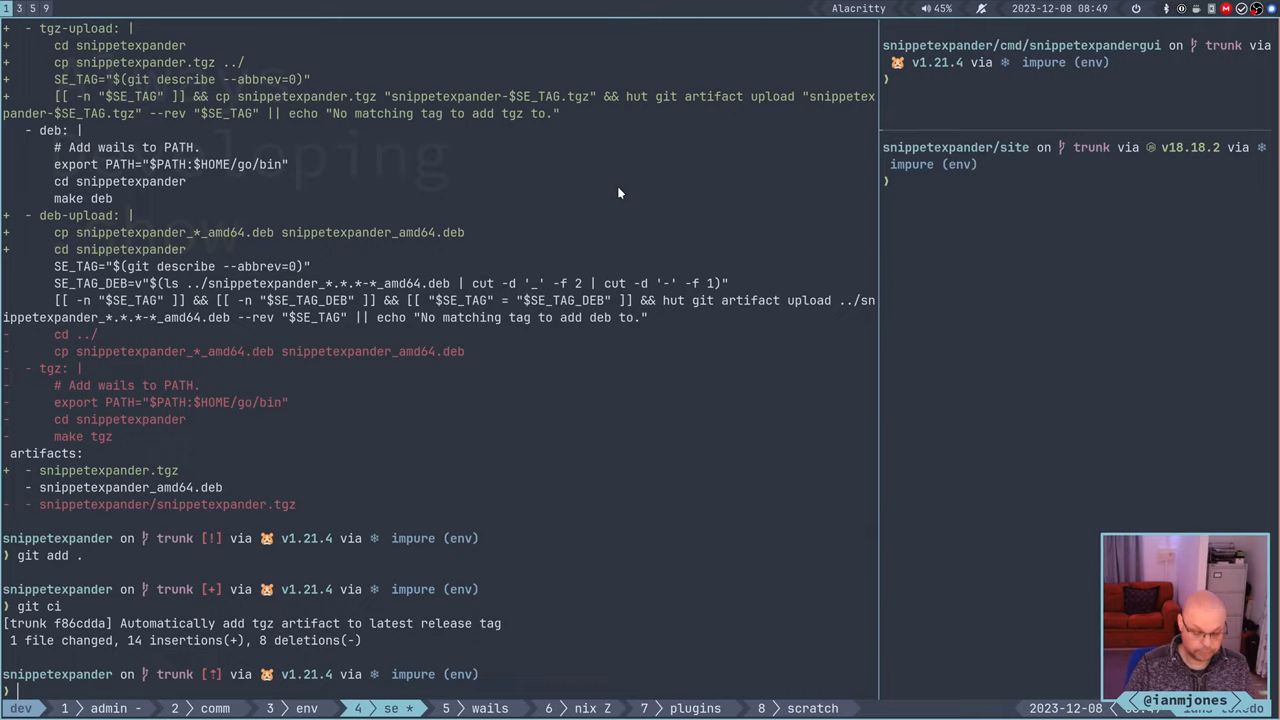 1 3 5 9
Alacritty 45% 2023-12-08 08:49
+ - tgz-upload: |
+ cd snippetexpander
+ cp snippetexpander.tgz ../
+ SE_TAG="$(git describe --abbrev=0)"
+ [[ -n "$SE_TAG" ]] && cp snippetexpander.tgz "snippetexpander-$SE_TAG.tgz" && hut git artifact upload "snippetex
pander-$SE_TAG.tgz" --rev "$SE_TAG" || echo "No matching tag to add tgz to."
- deb: |
# Add wails to PATH.
export PATH="$PATH:$HOME/go/bin"
cd snippetexpander
make deb
+ - deb-upload: |
+ cp snippetexpander_*_amd64.deb snippetexpander_amd64.deb
+ cd snippetexpander
SE_TAG="$(git describe --abbrev=0)"
SE_TAG_DEB=v"$(ls ../snippetexpander_*.*.*-*_amd64.deb | cut -d '_' -f 2 | cut -d '-' -f 1)"
[[ -n "$SE_TAG" ]] && [[ -n "$SE_TAG_DEB" ]] && [[ "$SE_TAG" = "$SE_TAG_DEB" ]] && hut git artifact upload ../sn
ippetexpander_*.*.*-*_amd64.deb --rev "$SE_TAG" || echo "No matching tag to add deb to."
- cd ../
- cp snippetexpander_*_amd64.deb snippetexpander_amd64.deb
- - tgz: |
- # Add wails to PATH.
- export PATH="$PATH:$HOME/go/bin"
- cd snippetexpander
- make tgz
artifacts:
+ - snippetexpander.tgz
- snippetexpander_amd64.deb
- - snippetexpander/snippetexpander.tgz
snippetexpander on trunk [!] via 🐹 v1.21.4 via ❄ impure (env)
❯ git add .
snippetexpander on trunk [+] via 🐹 v1.21.4 via ❄ impure (env)
❯ git ci
[trunk f86cdda] Automatically add tgz artifact to latest release tag
1 file changed, 14 insertions(+), 8 deletions(-)
snippetexpander on trunk [⇡] via 🐹 v1.21.4 via ❄ impure (env)
❯
snippetexpander/cmd/snippetexpandergui on trunk via
🐹 v1.21.4 via ❄ impure (env)
❯
snippetexpander/site on trunk via v18.18.2 via ❄
impure (env)
❯
@ianmjones
dev 1 admin - 2 comm 3 env 4 se * 5 wails 6 nix Z 7 plugins 8 scratch 2023-12-08